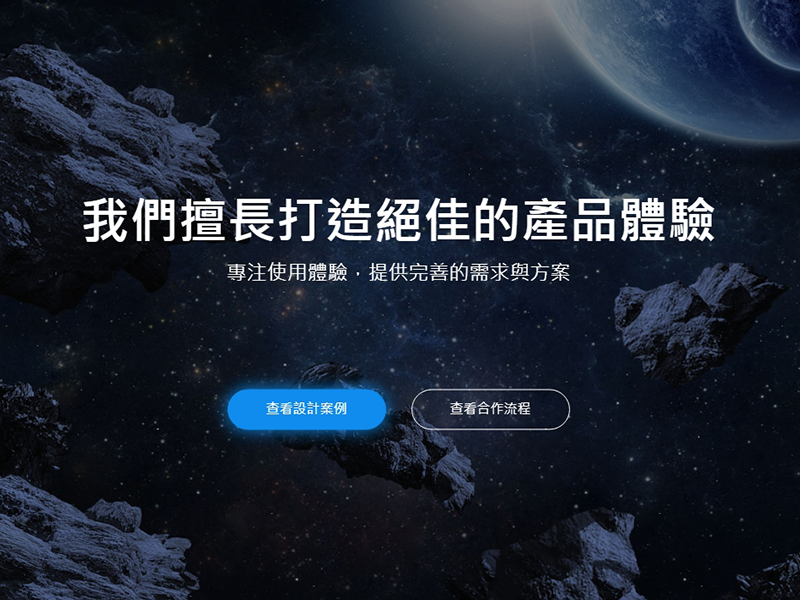 我們擅長打造絕佳的產品體驗
專注使用體驗，提供完善的需求與方案
查看設計案例
查看合作流程